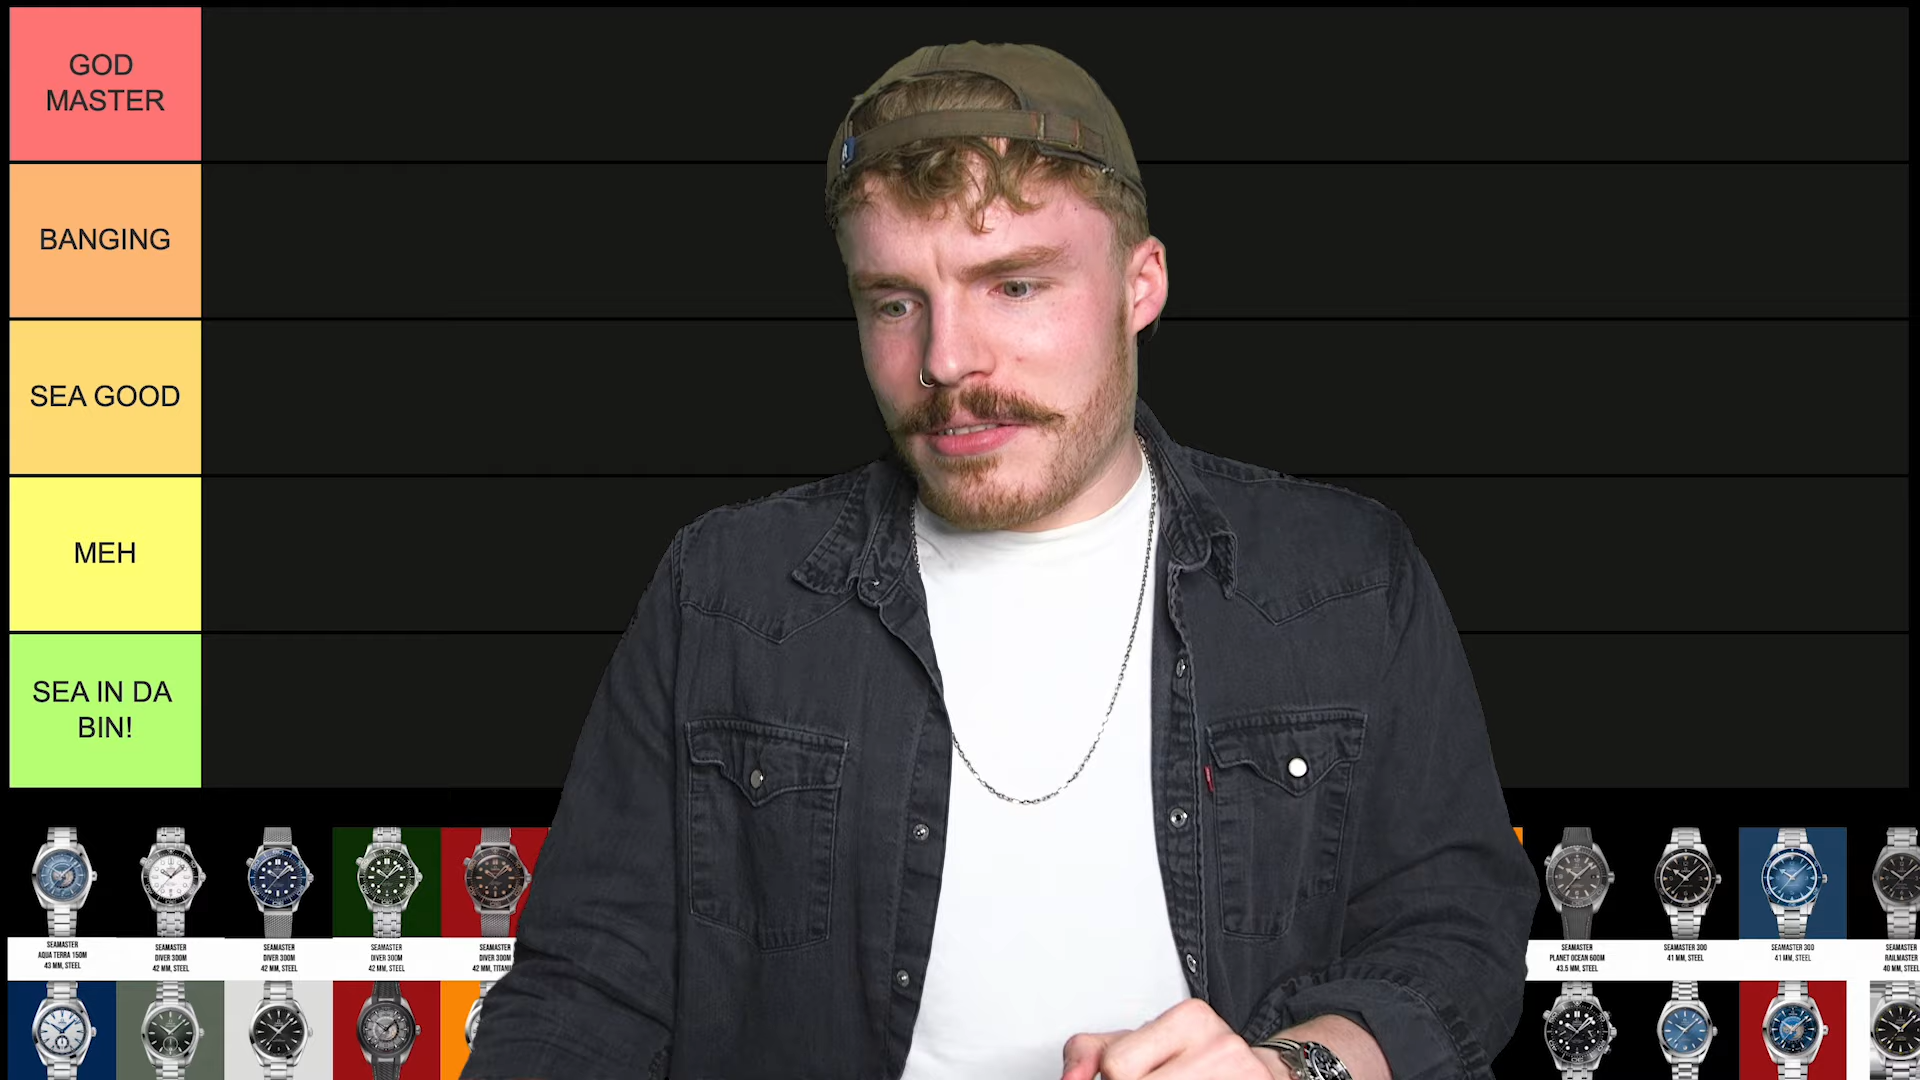 GOD
MASTER
BANGING
SEA GOOD
MEH
SEA IN DA
BIN!
SEAMASTER
AQUA TERRA 150M
43 MM, STEEL
SEAMASTER
DIVER 300M
42 MM, STEEL
SEAMASTER
DIVER 300M
42 MM, STEEL
SEAMASTER
DIVER 300M
42 MM, STEEL
SEAMASTER
DIVER 300M
42 MM,
SEAMASTER
PLANET OCEAN 600M
43.5 MM, STEEL
SEAMASTER 300
41 MM, STEEL
SEAMASTER 300
41 MM, STEEL
SEAMASTER
RAILMASTER
40 MM, STEEL